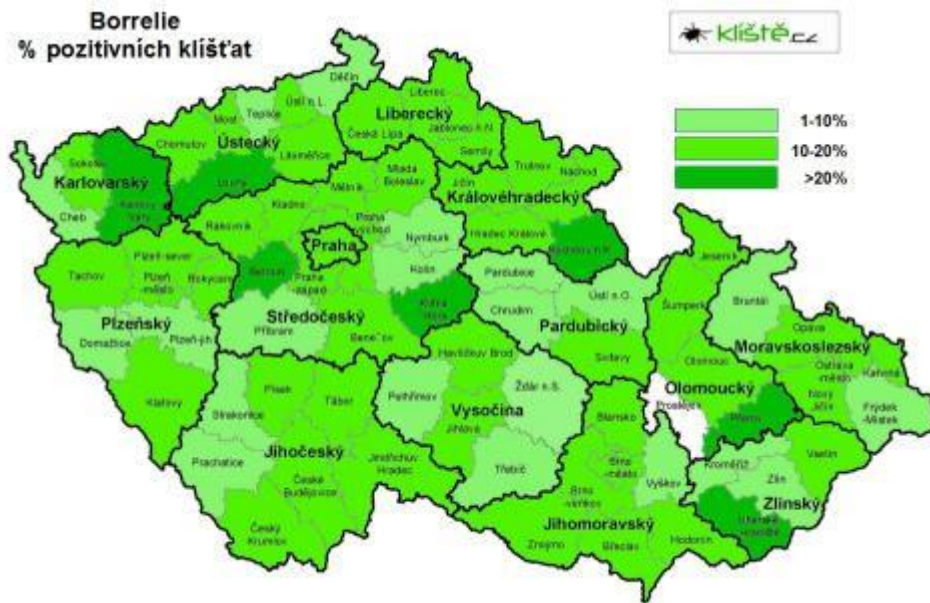 Borrelie
% pozitivních klíšťat
klíště.cz
1-10%
10-20%
>20%
Děčín
Liberec
Teplice
Ústí n.L.
Most
Liberecký
Ústecký
Česká Lípa
Jablonec n.N.
Chomutov
Litoměřice
Semily
Trutnov
Sokolov
Louny
Mladá
Boleslav
Náchod
Karlovarský
Mělník
Jičín
Karlovy
Vary
Kladno
Královéhradecký
Cheb
Rakovník
Praha
východ
Hradec Králové
Rychnov n.K.
Nymburk
Praha
Plzeň-sever
Jeseník
Tachov
Beroun
Kolín
Pardubice
Plzeň
-město
Rokycany
Praha
-západ
Ústí n.O.
Bruntál
Šumperk
Chrudim
Kutná
Hora
Středočeský
Plzeňský
Pardubický
Opava
Příbram
Domažlice
Plzeň-jih
Benešov
Moravskoslezský
Havlíčkův Brod
Svitavy
Olomouc
Ostrava
-město
Karviná
Olomoucký
Klatovy
Písek
Tábor
Žďár n.S.
Nový
Jičín
Prostějov
Frýdek
-Místek
Strakonice
Pelhřimov
Vysočina
Blansko
Přerov
Jihlava
Jihočeský
Vsetín
Prachatice
Jindřichův
Hradec
Třebíč
Brno
-město
Kroměříž
Vyškov
Zlín
České
Budějovice
Zlínský
Brno
-venkov
Uherské
Hradiště
Jihomoravský
Český
Krumlov
Znojmo
Břeclav
Hodonín